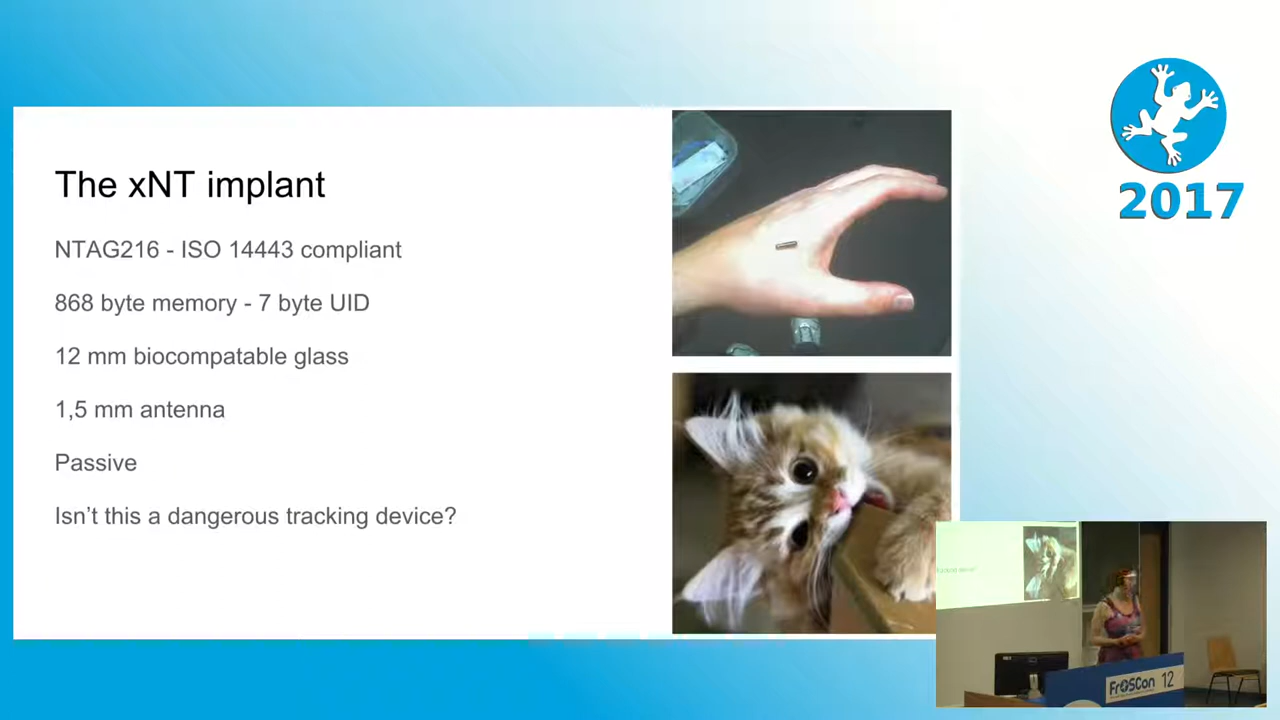 The xNT implant
NTAG216 - ISO 14443 compliant
868 byte memory - 7 byte UID
12 mm biocompatable glass
1,5 mm antenna
Passive
Isn't this a dangerous tracking device?
2017
FrOSCon 12